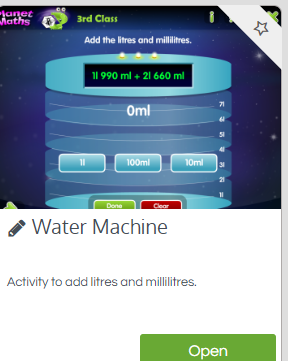 Planet
Maths
3rd Class
Add the litres and millilitres.
1l 990 ml + 2l 660 ml
0ml
7l
6l
5l
4l
3l
2l
1l
1l 100ml 10ml
Done Clear
Water Machine
Activity to add litres and millilitres.
Open